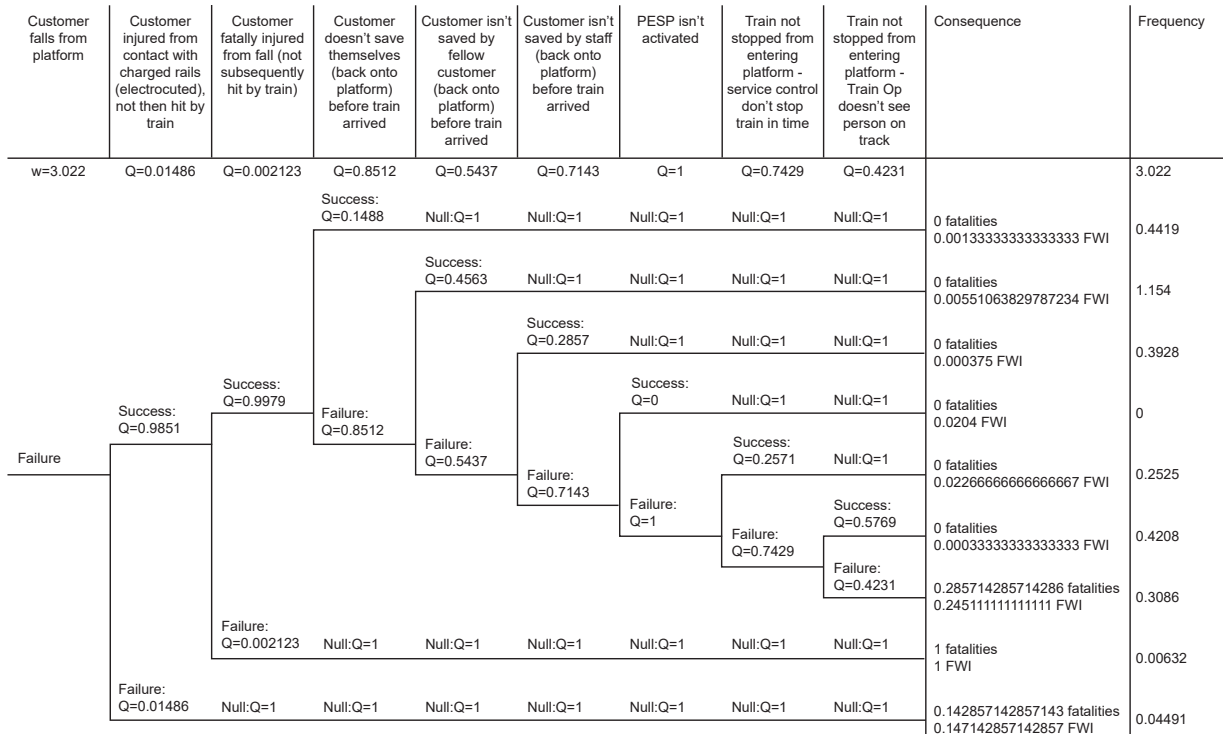 Customer
falls from
platform
Customer
injured from
contact with
charged rails
(electrocuted),
not then hit by
train
Customer
fatally injured
from fall (not
subsequently
hit by train)
Customer
doesn't save
themselves
(back onto
platform)
before train
arrived
Customer isn't
saved by
fellow
customer
(back onto
platform)
before train
arrived
Customer isn't
saved by staff
(back onto
platform)
before train
arrived
PESP isn't
activated
Train not
stopped from
entering
platform -
service control
don't stop
train in time
Train not
stopped from
entering
platform -
Train Op
doesn't see
person on
track
Consequence
Frequency
w=3.022
Q=0.01486
Q=0.002123
Q=0.8512
Q=0.5437
Q=0.7143
Q=1
Q=0.7429
Q=0.4231
3.022
Success:
Q=0.1488
Null:Q=1
Null:Q=1
Null:Q=1
Null:Q=1
Null:Q=1
0 fatalities
0.00133333333333333 FWI
0.4419
Success:
Q=0.4563
Null:Q=1
Null:Q=1
Null:Q=1
Null:Q=1
0 fatalities
0.00551063829787234 FWI
1.154
Success:
Q=0.2857
Null:Q=1
Null:Q=1
Null:Q=1
0 fatalities
0.000375 FWI
0.3928
Success:
Q=0.9851
Success:
Q=0.9979
Failure:
Q=0.8512
Success:
Q=0
Null:Q=1
Null:Q=1
0 fatalities
0.0204 FWI
0
Failure
Failure:
Q=0.5437
Failure:
Q=0.7143
Success:
Q=0.2571
Null:Q=1
0 fatalities
0.02266666666666667 FWI
0.2525
Failure:
Q=1
Failure:
Q=0.7429
Success:
Q=0.5769
0 fatalities
0.00033333333333333 FWI
0.4208
Failure:
Q=0.4231
0.285714285714286 fatalities
0.245111111111111 FWI
0.3086
Failure:
Q=0.002123
Null:Q=1
Null:Q=1
Null:Q=1
Null:Q=1
Null:Q=1
Null:Q=1
1 fatalities
1 FWI
0.00632
Failure:
Q=0.01486
Null:Q=1
Null:Q=1
Null:Q=1
Null:Q=1
Null:Q=1
Null:Q=1
Null:Q=1
0.142857142857143 fatalities
0.147142857142857 FWI
0.04491